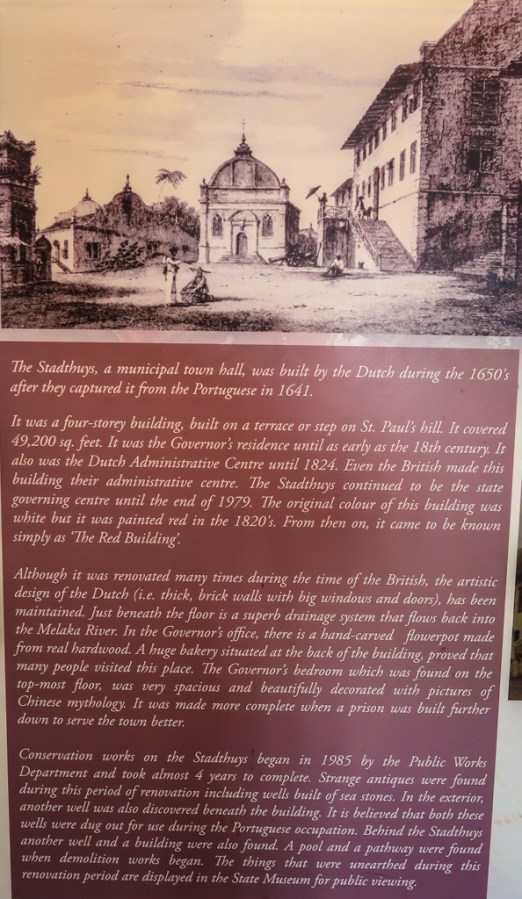 The Stadthuys, a municipal town hall, was built by the Dutch during the 1650's
after they captured it from the Portuguese in 1641.
It was a four-storey building, built on a terrace or step on St. Paul's hill. It covered
49,200 sq. feet. It was the Governor's residence until as early as the 18th century. It
also was the Dutch Administrative Centre until 1824. Even the British made this
building their administrative centre. The Stadthuys continued to be the state
governing centre until the end of 1979. The original colour of this building was
white but it was painted red in the 1820's. From then on, it came to be known
simply as 'The Red Building'.
Although it was renovated many times during the time of the British, the artistic
design of the Dutch (i.e. thick, brick walls with big windows and doors), has been
maintained. Just beneath the floor is a superb drainage system that flows back into
the Melaka River. In the Governor's office, there is a hand-carved flowerpot made
from real hardwood. A huge bakery situated at the back of the building, proved that
many people visited this place. The Governor's bedroom which was found on the
top-most floor, was very spacious and beautifully decorated with pictures of
Chinese mythology. It was made more complete when a prison was built further
down to serve the town better.
Conservation works on the Stadthuys began in 1985 by the Public Works
Department and took almost 4 years to complete. Strange antiques were found
during this period of renovation including wells built of sea stones. In the exterior,
another well was also discovered beneath the building. It is believed that both these
wells were dug out for use during the Portuguese occupation. Behind the Stadthuys
another well and a building were also found. A pool and a pathway were found
when demolition works began. The things that were unearthed during this
renovation period are displayed in the State Museum for public viewing.